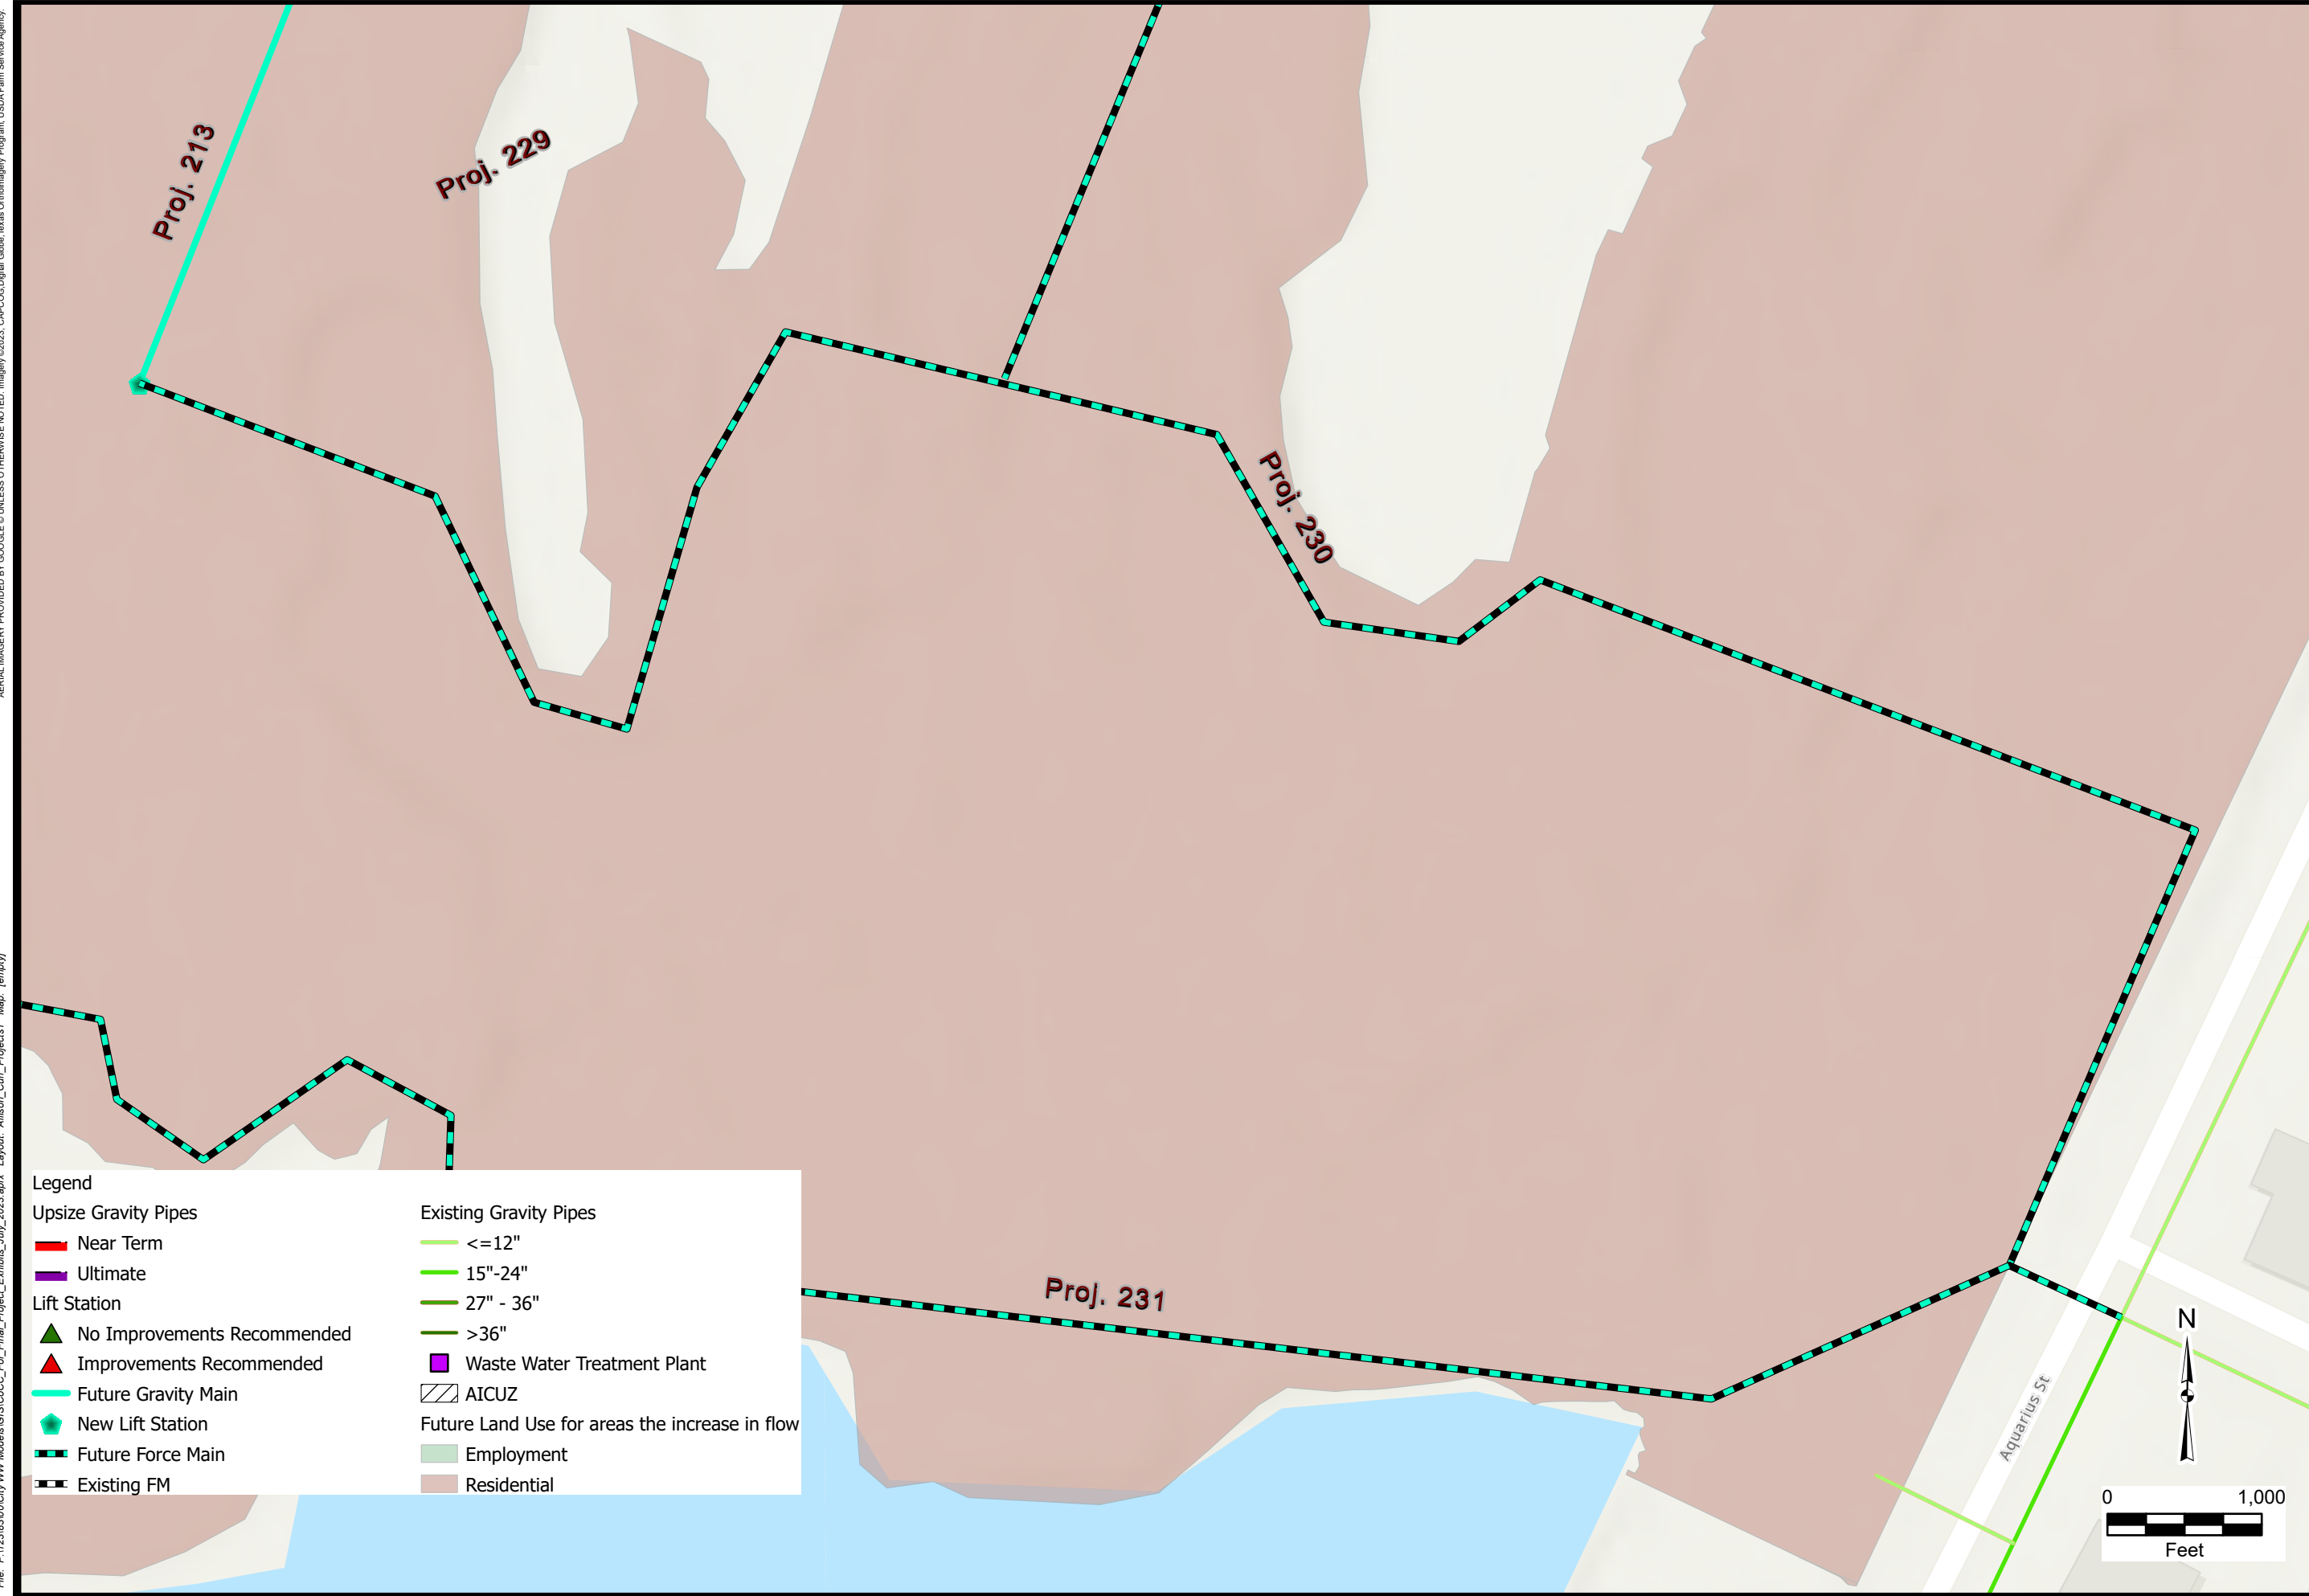 Proj. 213
Proj. 229
Proj. 230
Proj. 231
Aquarius St
Legend
Upsize Gravity Pipes
Near Term
Ultimate
Lift Station
No Improvements Recommended
Improvements Recommended
Future Gravity Main
New Lift Station
Future Force Main
Existing FM
Existing Gravity Pipes
<=12"
15"-24"
27" - 36"
>36"
Waste Water Treatment Plant
AICUZ
Future Land Use for areas the increase in flow
Employment
Residential
N
0 1,000
Feet